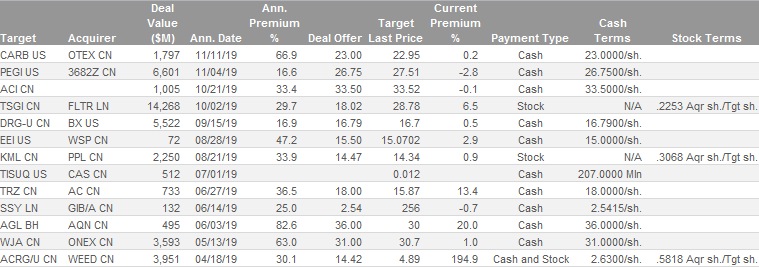 Deal Ann. Target Current
Value Premium Last Price Premium Cash
Target Acquirer ($M) Ann. Date % Deal Offer % Payment Type Terms Stock Terms
CARB US OTEX CN 1,797 11/11/19 66.9 23.00 22.95 0.2 Cash 23.0000/sh.
PEGI US 3682Z CN 6,601 11/04/19 16.6 26.75 27.51 -2.8 Cash 26.7500/sh.
ACI CN 1,005 10/21/19 33.4 33.50 33.52 -0.1 Cash 33.5000/sh.
TSGI CN FLTR LN 14,268 10/02/19 29.7 18.02 28.78 6.5 Stock N/A .2253 Aqr sh./Tgt sh.
DRG-U CN BX US 5,522 09/15/19 16.9 16.79 16.7 0.5 Cash 16.7900/sh.
EEI US WSP CN 72 08/28/19 47.2 15.50 15.0702 2.9 Cash 15.0000/sh.
KML CN PPL CN 2,250 08/21/19 33.9 14.47 14.34 0.9 Stock N/A .3068 Aqr sh./Tgt sh.
TISUQ US CAS CN 512 07/01/19 0.012 Cash 207.0000 Mln
TRZ CN AC CN 733 06/27/19 36.5 18.00 15.87 13.4 Cash 18.0000/sh.
SSY LN GIB/A CN 132 06/14/19 25.0 2.54 256 -0.7 Cash 2.5415/sh.
AGL BH AQN CN 495 06/03/19 82.6 36.00 30 20.0 Cash 36.0000/sh.
WJA CN ONEX CN 3,593 05/13/19 63.0 31.00 30.7 1.0 Cash 31.0000/sh.
ACRG/U CN WEED CN 3,951 04/18/19 30.1 14.42 4.89 194.9 Cash and Stock 2.6300/sh. .5818 Aqr sh./Tgt sh.